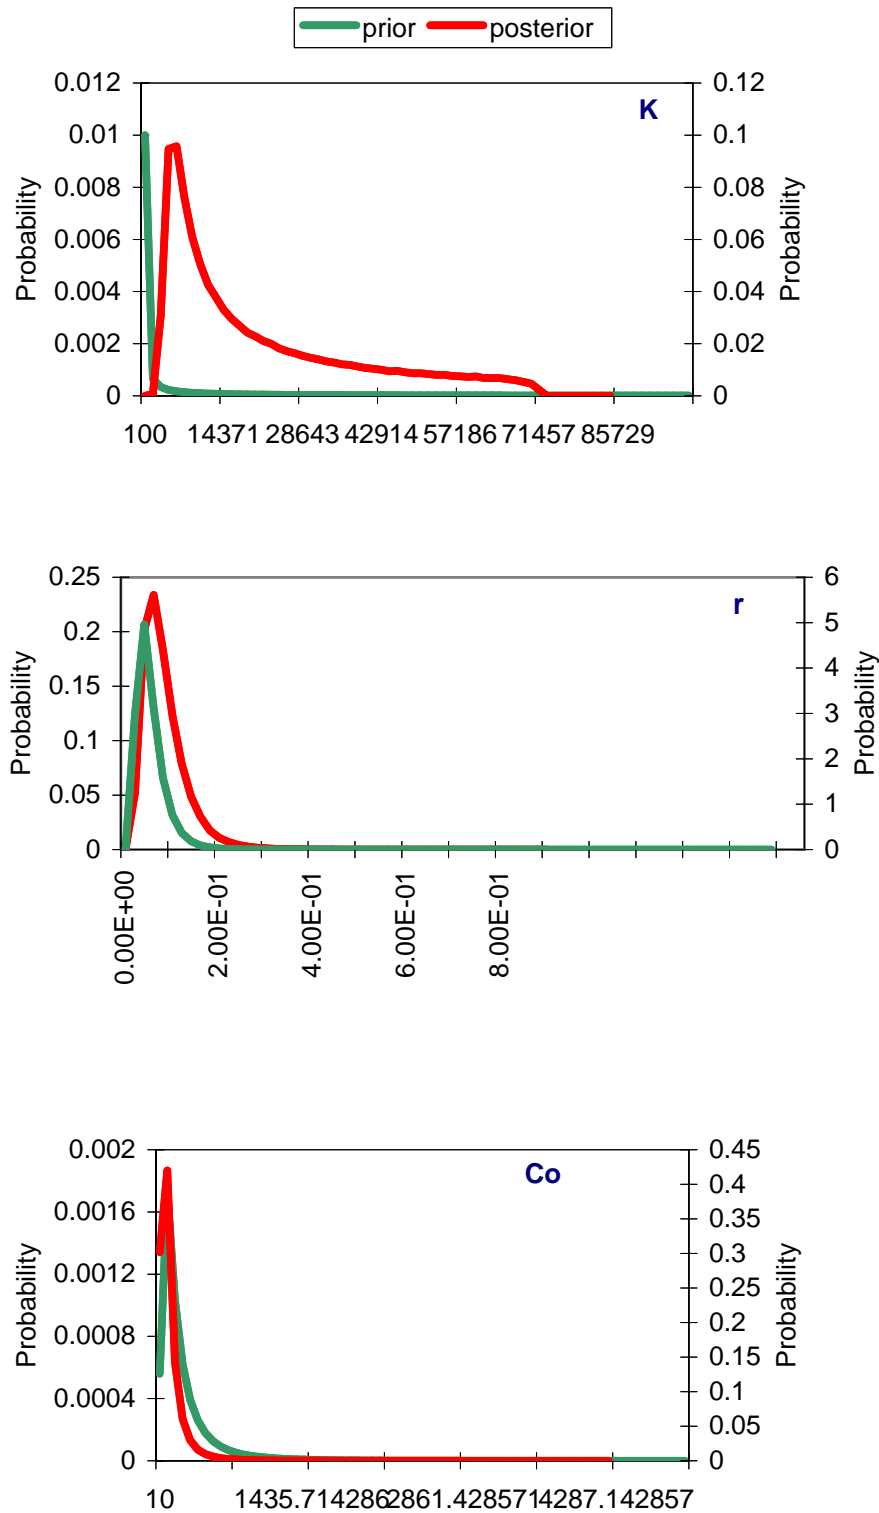 prior posterior
0.012 0.12
K
0.01 0.1
0.008 0.08
0.006 0.06
0.004 0.04
0.002 0.02
0 0
Probability Probability
100 14371 28643 42914 57186 71457 85729
0.25 6
r
0.2 5
0.15 4
0.1 3
0.05 2
0 1
0
Probability Probability
0.00E+00 2.00E-01 4.00E-01 6.00E-01 8.00E-01
0.002 0.45
Co
0.0016 0.4
0.0012 0.35
0.0008 0.3
0.0004 0.25
0 0.2
0.15
0.1
0.05
0
Probability Probability
10 1435.714286 2861.428571 4287.142857